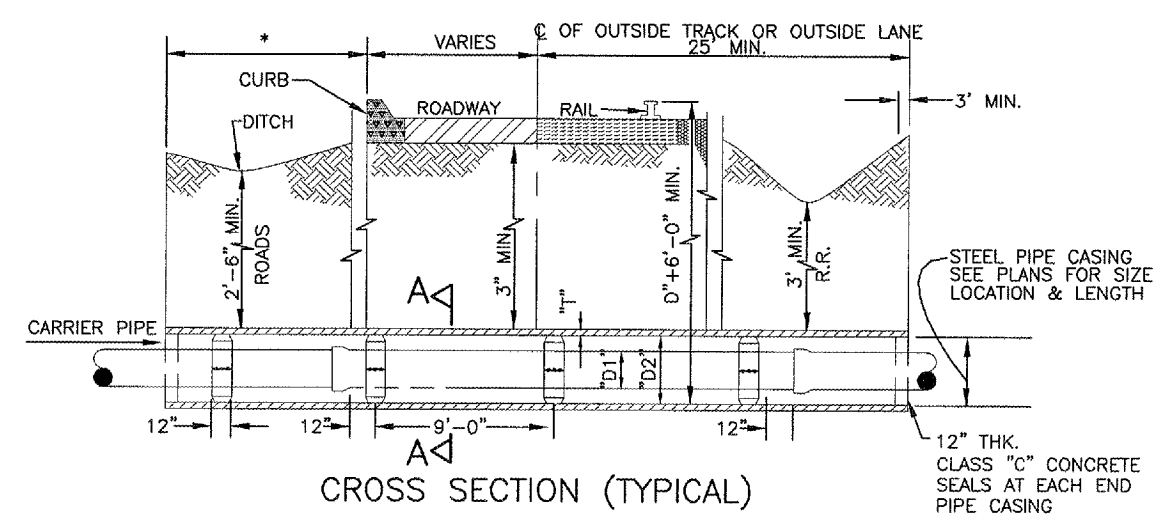 ℄ OF OUTSIDE TRACK OR OUTSIDE LANE
*
VARIES
25' MIN.
CURB
ROADWAY
RAIL
3' MIN.
DITCH
2'-6" MIN.
ROADS
3" MIN
D"+6'-0" MIN.
3' MIN.
R.R.
STEEL PIPE CASING
SEE PLANS FOR SIZE
LOCATION & LENGTH
A
"T"
CARRIER PIPE
"D1"
"D2"
12"
12"
9'-0"
12"
A
12" THK.
CLASS "C" CONCRETE
SEALS AT EACH END
PIPE CASING
CROSS SECTION (TYPICAL)